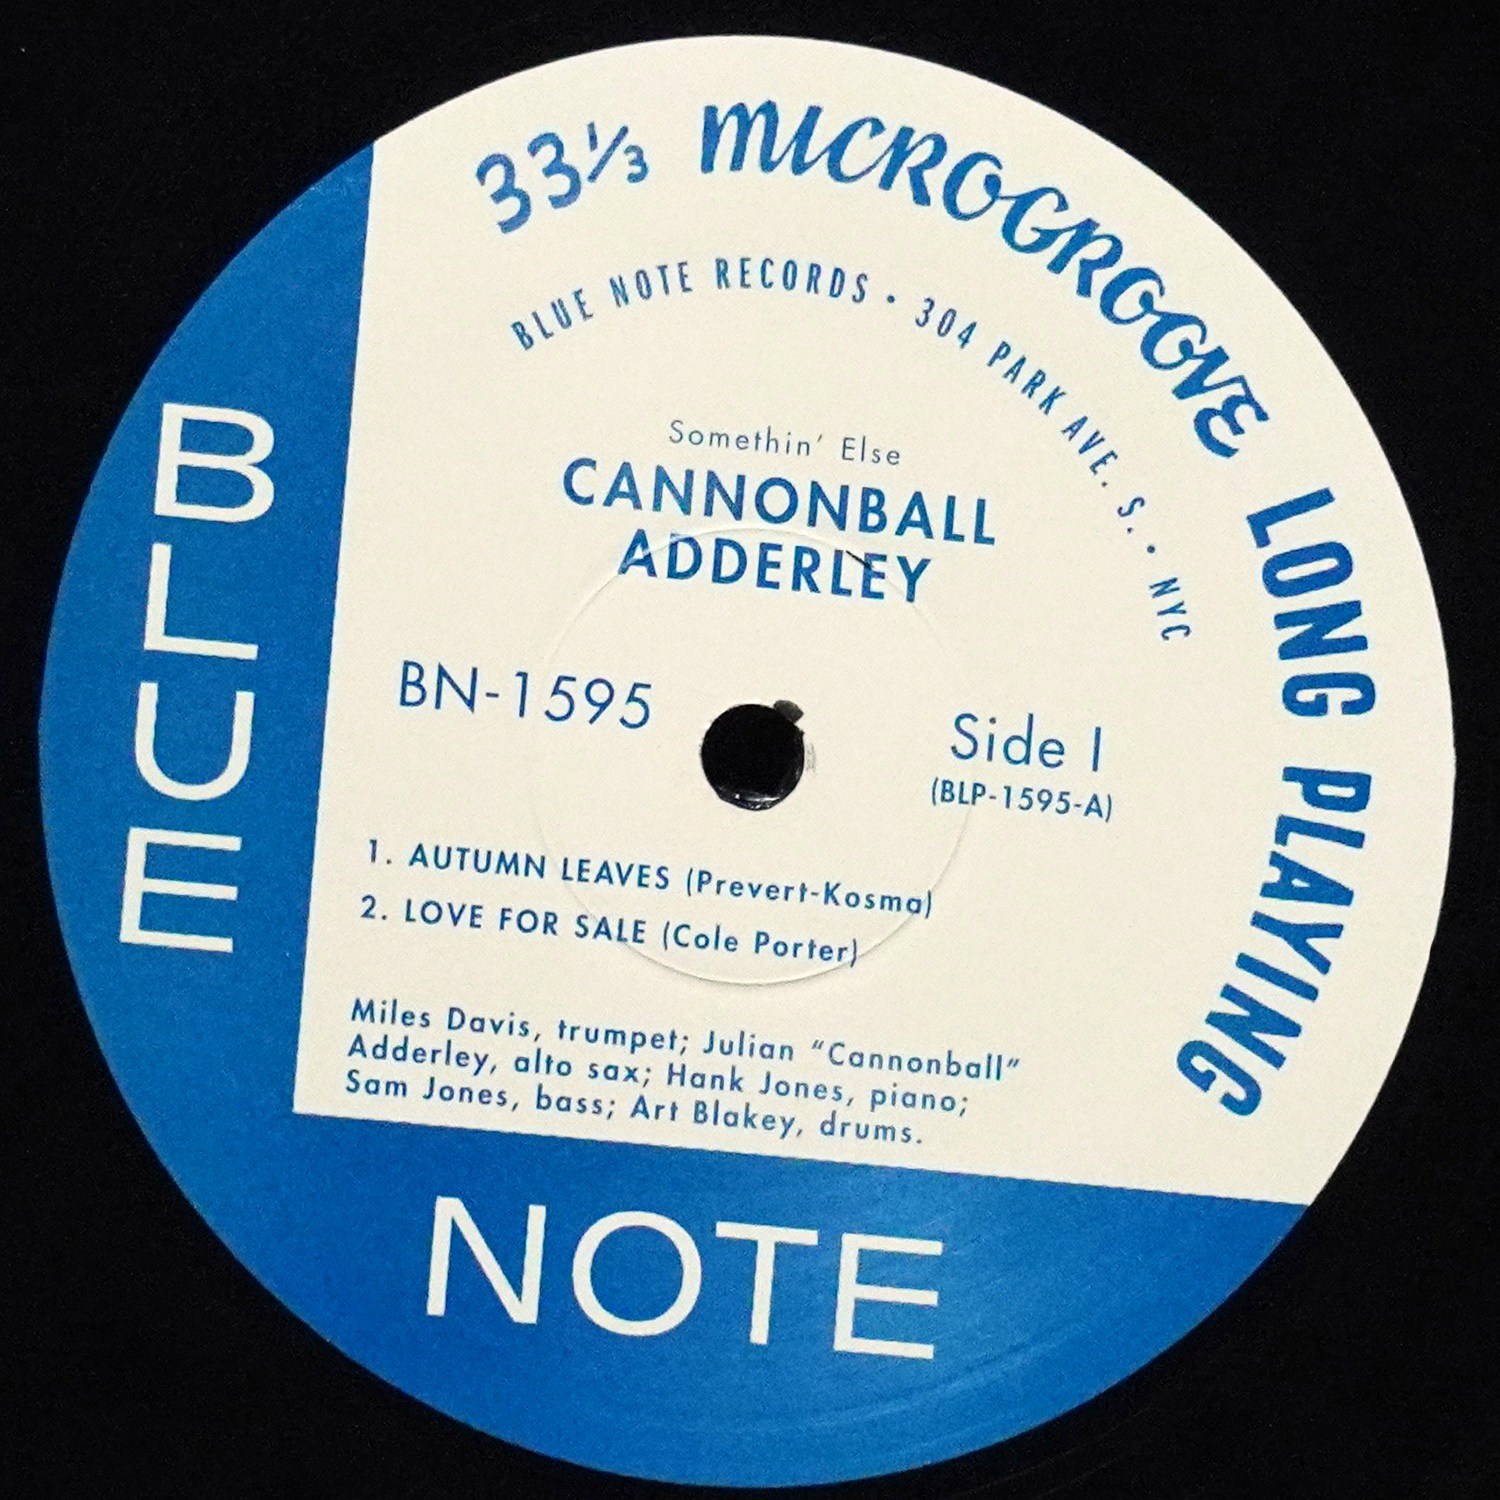 33⅓ MICROGROOVE LONG PLAYING
BLUE NOTE RECORDS • 304 PARK AVE. S. • NYC
Somethin' Else
CANNONBALL
ADDERLEY
BN-1595
Side 1
(BLP-1595-A)
1. AUTUMN LEAVES (Prevert-Kosma)
2. LOVE FOR SALE (Cole Porter)
Miles Davis, trumpet; Julian "Cannonball"
Adderley, alto sax; Hank Jones, piano;
Sam Jones, bass; Art Blakey, drums.
BLUE
NOTE